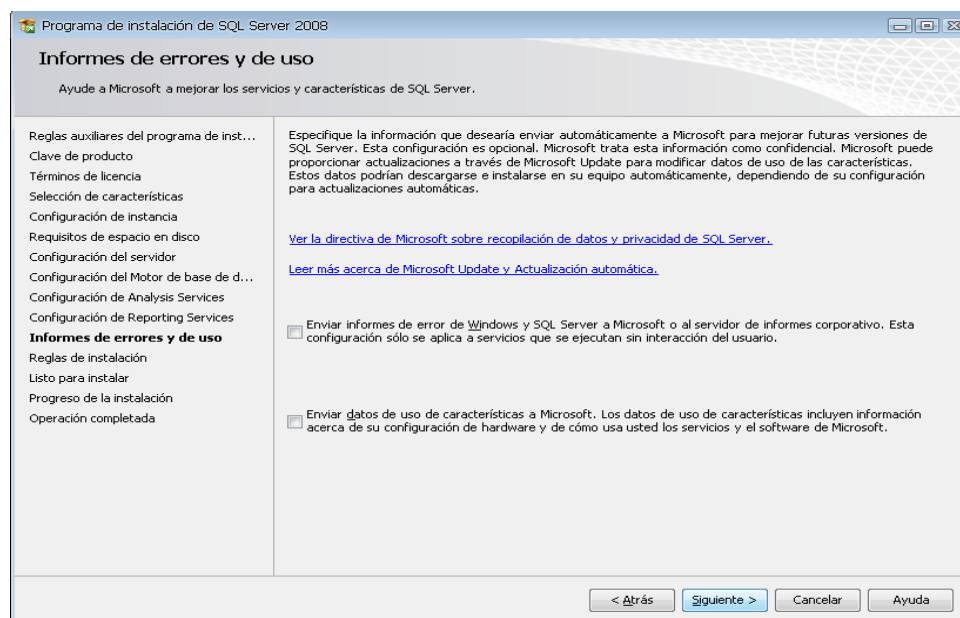 Programa de instalación de SQL Server 2008
Informes de errores y de uso
Ayude a Microsoft a mejorar los servicios y características de SQL Server.
Reglas auxiliares del programa de inst...
Clave de producto
Términos de licencia
Selección de características
Configuración de instancia
Requisitos de espacio en disco
Configuración del servidor
Configuración del Motor de base de d...
Configuración de Analysis Services
Configuración de Reporting Services
Informes de errores y de uso
Reglas de instalación
Listo para instalar
Progreso de la instalación
Operación completada
Especifique la información que desearía enviar automáticamente a Microsoft para mejorar futuras versiones de
SQL Server. Esta configuración es opcional. Microsoft trata esta información como confidencial. Microsoft puede
proporcionar actualizaciones a través de Microsoft Update para modificar datos de uso de las características.
Estos datos podrían descargarse e instalarse en su equipo automáticamente, dependiendo de su configuración
para actualizaciones automáticas.
Ver la directiva de Microsoft sobre recopilación de datos y privacidad de SQL Server.
Leer más acerca de Microsoft Update y Actualización automática.
Enviar informes de error de Windows y SQL Server a Microsoft o al servidor de informes corporativo. Esta
configuración sólo se aplica a servicios que se ejecutan sin interacción del usuario.
Enviar datos de uso de características a Microsoft. Los datos de uso de características incluyen información
acerca de su configuración de hardware y de cómo usa usted los servicios y el software de Microsoft.
< Atrás
Siguiente >
Cancelar
Ayuda